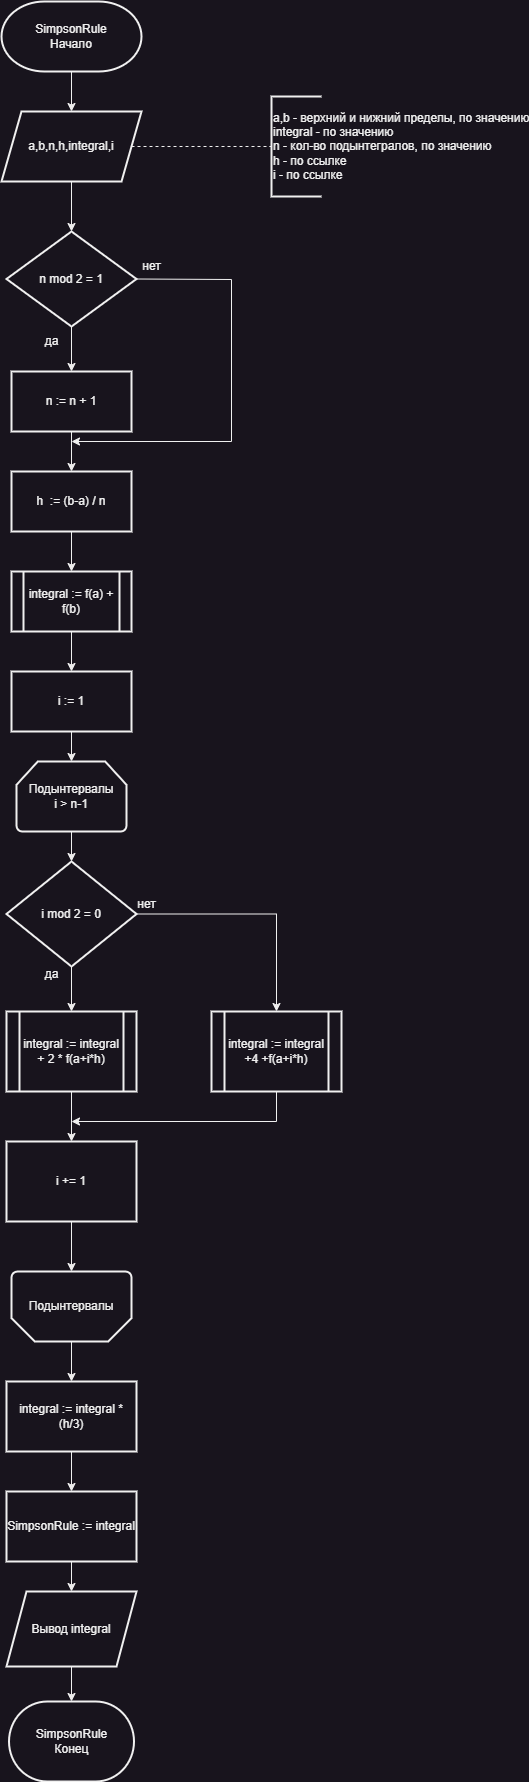 SimpsonRule
Начало
a,b,n,h,integral,i
a,b - верхний и нижний пределы, по значению
integral - по значению
n - кол-во подынтегралов, по значению
h - по ссылке
i - по ссылке
n mod 2 = 1
нет
да
n := n + 1
h := (b-a) / n
integral := f(a) +
f(b)
i := 1
Подынтервалы
i > n-1
i mod 2 = 0
нет
да
integral := integral
+ 2 * f(a+i*h)
integral := integral
+4 +f(a+i*h)
i += 1
Подынтервалы
integral := integral *
(h/3)
SimpsonRule := integral
Вывод integral
SimpsonRule
Конец